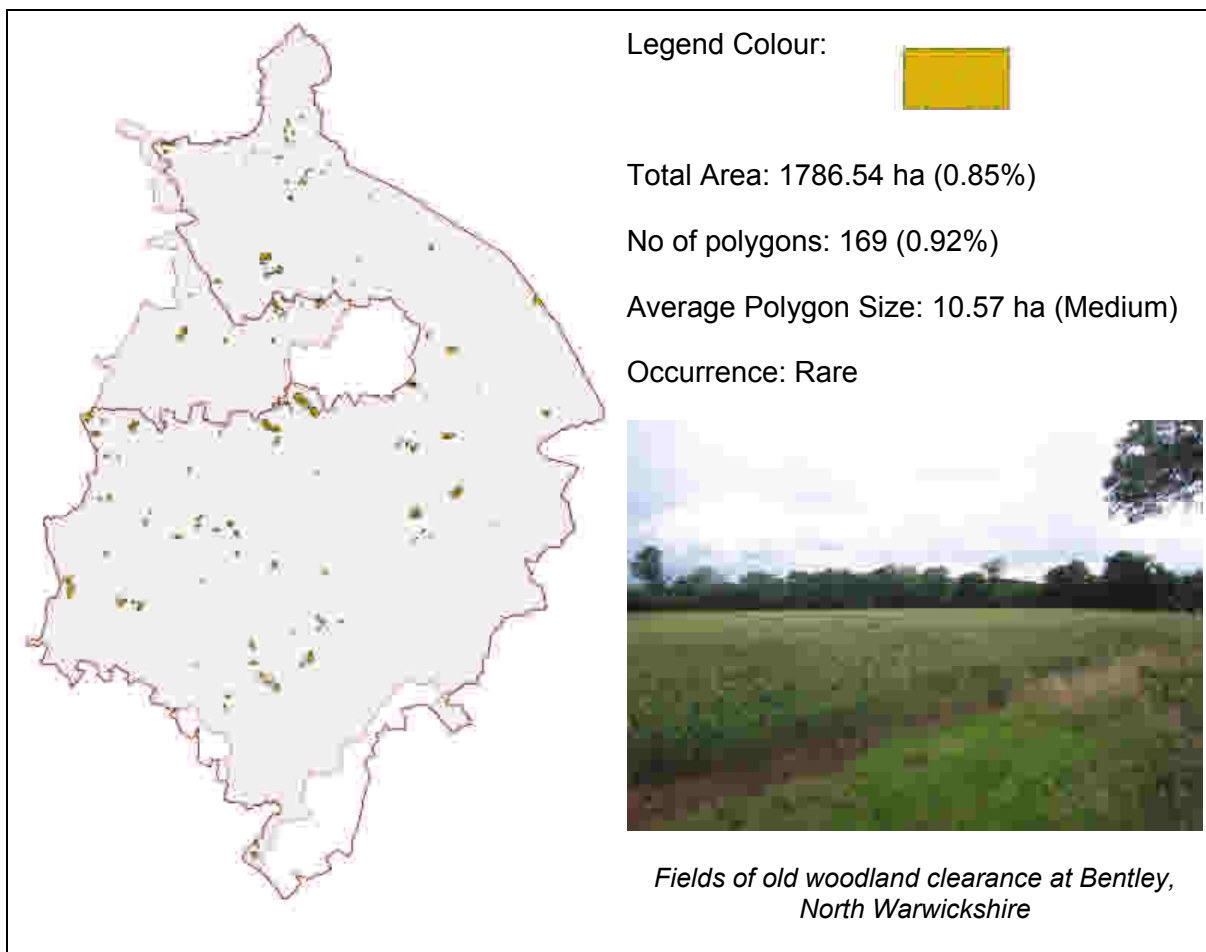 Legend Colour:
Total Area: 1786.54 ha (0.85%)
No of polygons: 169 (0.92%)
Average Polygon Size: 10.57 ha (Medium)
Occurrence: Rare
Fields of old woodland clearance at Bentley,
North Warwickshire